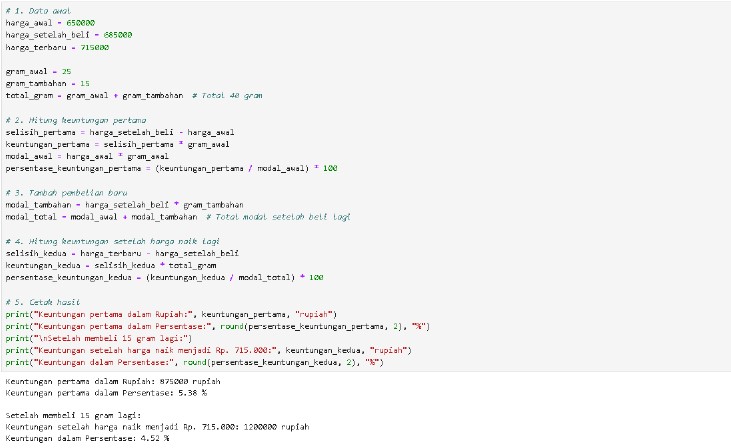 # 1. Data awal
harga_awal = 650000
harga_setelah_beli = 685000
harga_terbaru = 715000
gram_awal = 25
gram_tambahan = 15
total_gram = gram_awal + gram_tambahan # Total 40 gram
# 2. Hitung keuntungan pertama
selisih_pertama = harga_setelah_beli - harga_awal
keuntungan_pertama = selisih_pertama * gram_awal
modal_awal = harga_awal * gram_awal
persentase_keuntungan_pertama = (keuntungan_pertama / modal_awal) * 100
# 3. Tambah pembelian baru
modal_tambahan = harga_setelah_beli * gram_tambahan
modal_total = modal_awal + modal_tambahan # Total modal setelah beli lagi
# 4. Hitung keuntungan setelah harga naik lagi
selisih_kedua = harga_terbaru - harga_setelah_beli
keuntungan_kedua = selisih_kedua * total_gram
persentase_keuntungan_kedua = (keuntungan_kedua / modal_total) * 100
# 5. Cetak hasil
print("Keuntungan pertama dalam Rupiah:", keuntungan_pertama, "rupiah")
print("Keuntungan pertama dalam Persentase:", round(persentase_keuntungan_pertama, 2), "%")
print("\nSetelah membeli 15 gram lagi:")
print("Keuntungan setelah harga naik menjadi Rp. 715.000:", keuntungan_kedua, "rupiah")
print("Keuntungan dalam Persentase:", round(persentase_keuntungan_kedua, 2), "%")
Keuntungan pertama dalam Rupiah: 875000 rupiah
Keuntungan pertama dalam Persentase: 5.38 %
Setelah membeli 15 gram lagi:
Keuntungan setelah harga naik menjadi Rp. 715.000: 1200000 rupiah
Keuntungan dalam Persentase: 4.52 %